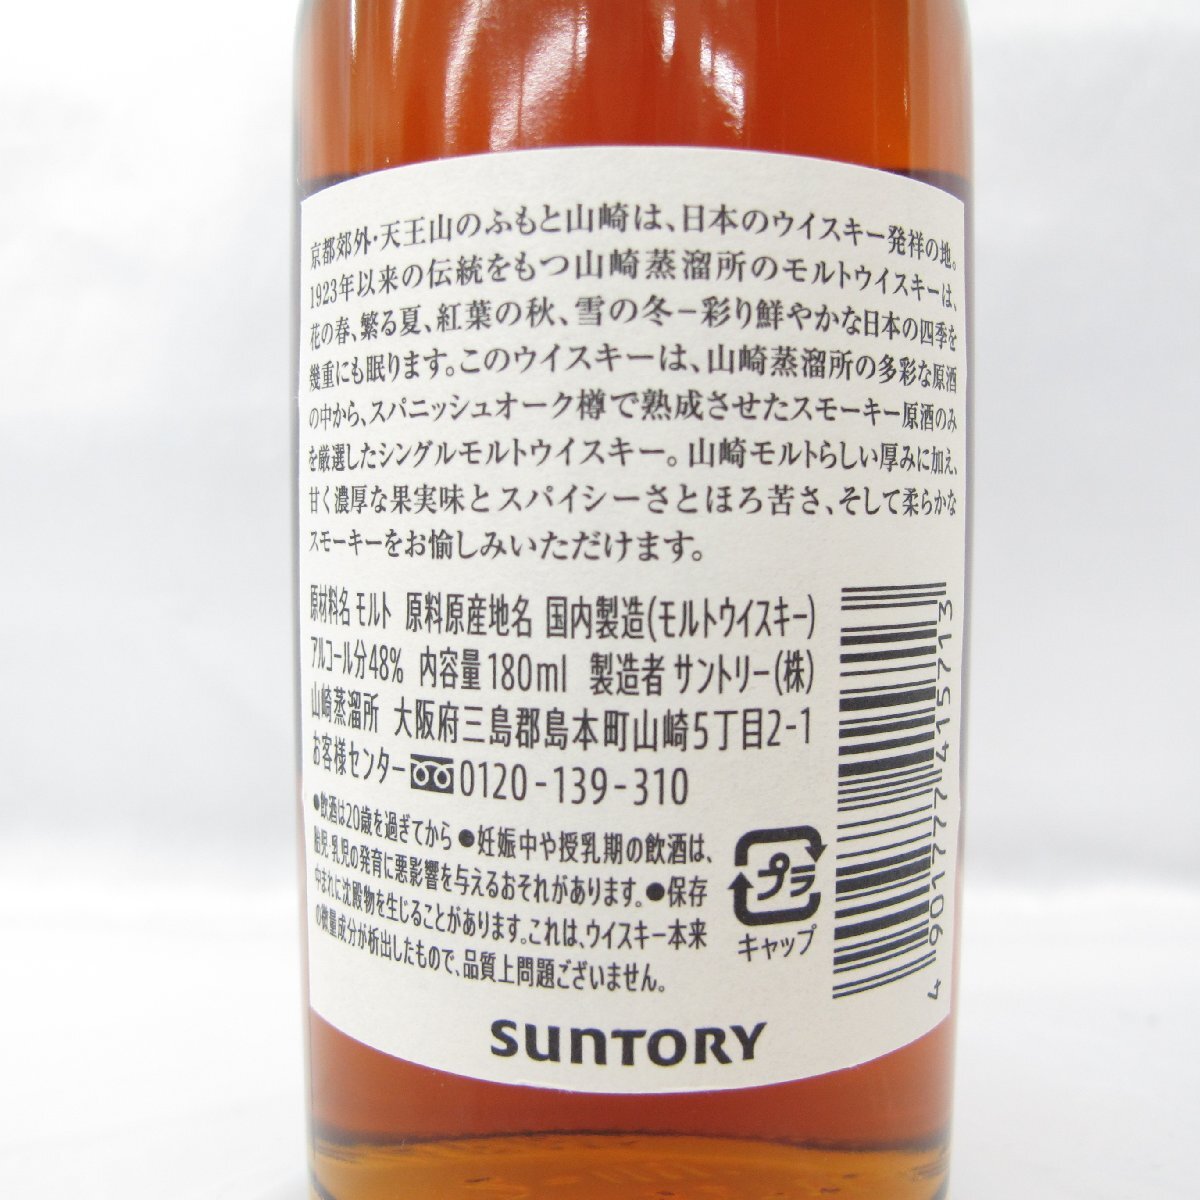 京都郊外・天王山のふもと山崎は、日本のウイスキー発祥の地。
1923年以来の伝統をもつ山崎蒸溜所のモルトウイスキーは、
花の春、繁る夏、紅葉の秋、雪の冬−彩り鮮やかな日本の四季を
幾重にも眠ります。このウイスキーは、山崎蒸溜所の多彩な原酒
の中から、スパニッシュオーク樽で熟成させたスモーキー原酒のみ
を厳選したシングルモルトウイスキー。山崎モルトらしい厚みに加え、
甘く濃厚な果実味とスパイシーさとほろ苦さ、そして柔らかな
スモーキーをお愉しみいただけます。
原材料名 モルト 原料原産地名 国内製造(モルトウイスキー)
アルコール分48% 内容量180ml 製造者 サントリー(株)
山崎蒸溜所 大阪府三島郡島本町山崎5丁目2-1
お客様センター 0120-139-310
●飲酒は20歳を過ぎてから ●妊娠中や授乳期の飲酒は、
胎児・乳児の発育に悪影響を与えるおそれがあります。●保存
中まれに沈殿物を生じることがあります。これは、ウイスキー本来
の微量成分が析出したもので、品質上問題ございません。
プラ
キャップ
4 901777 415713
SUNTORY